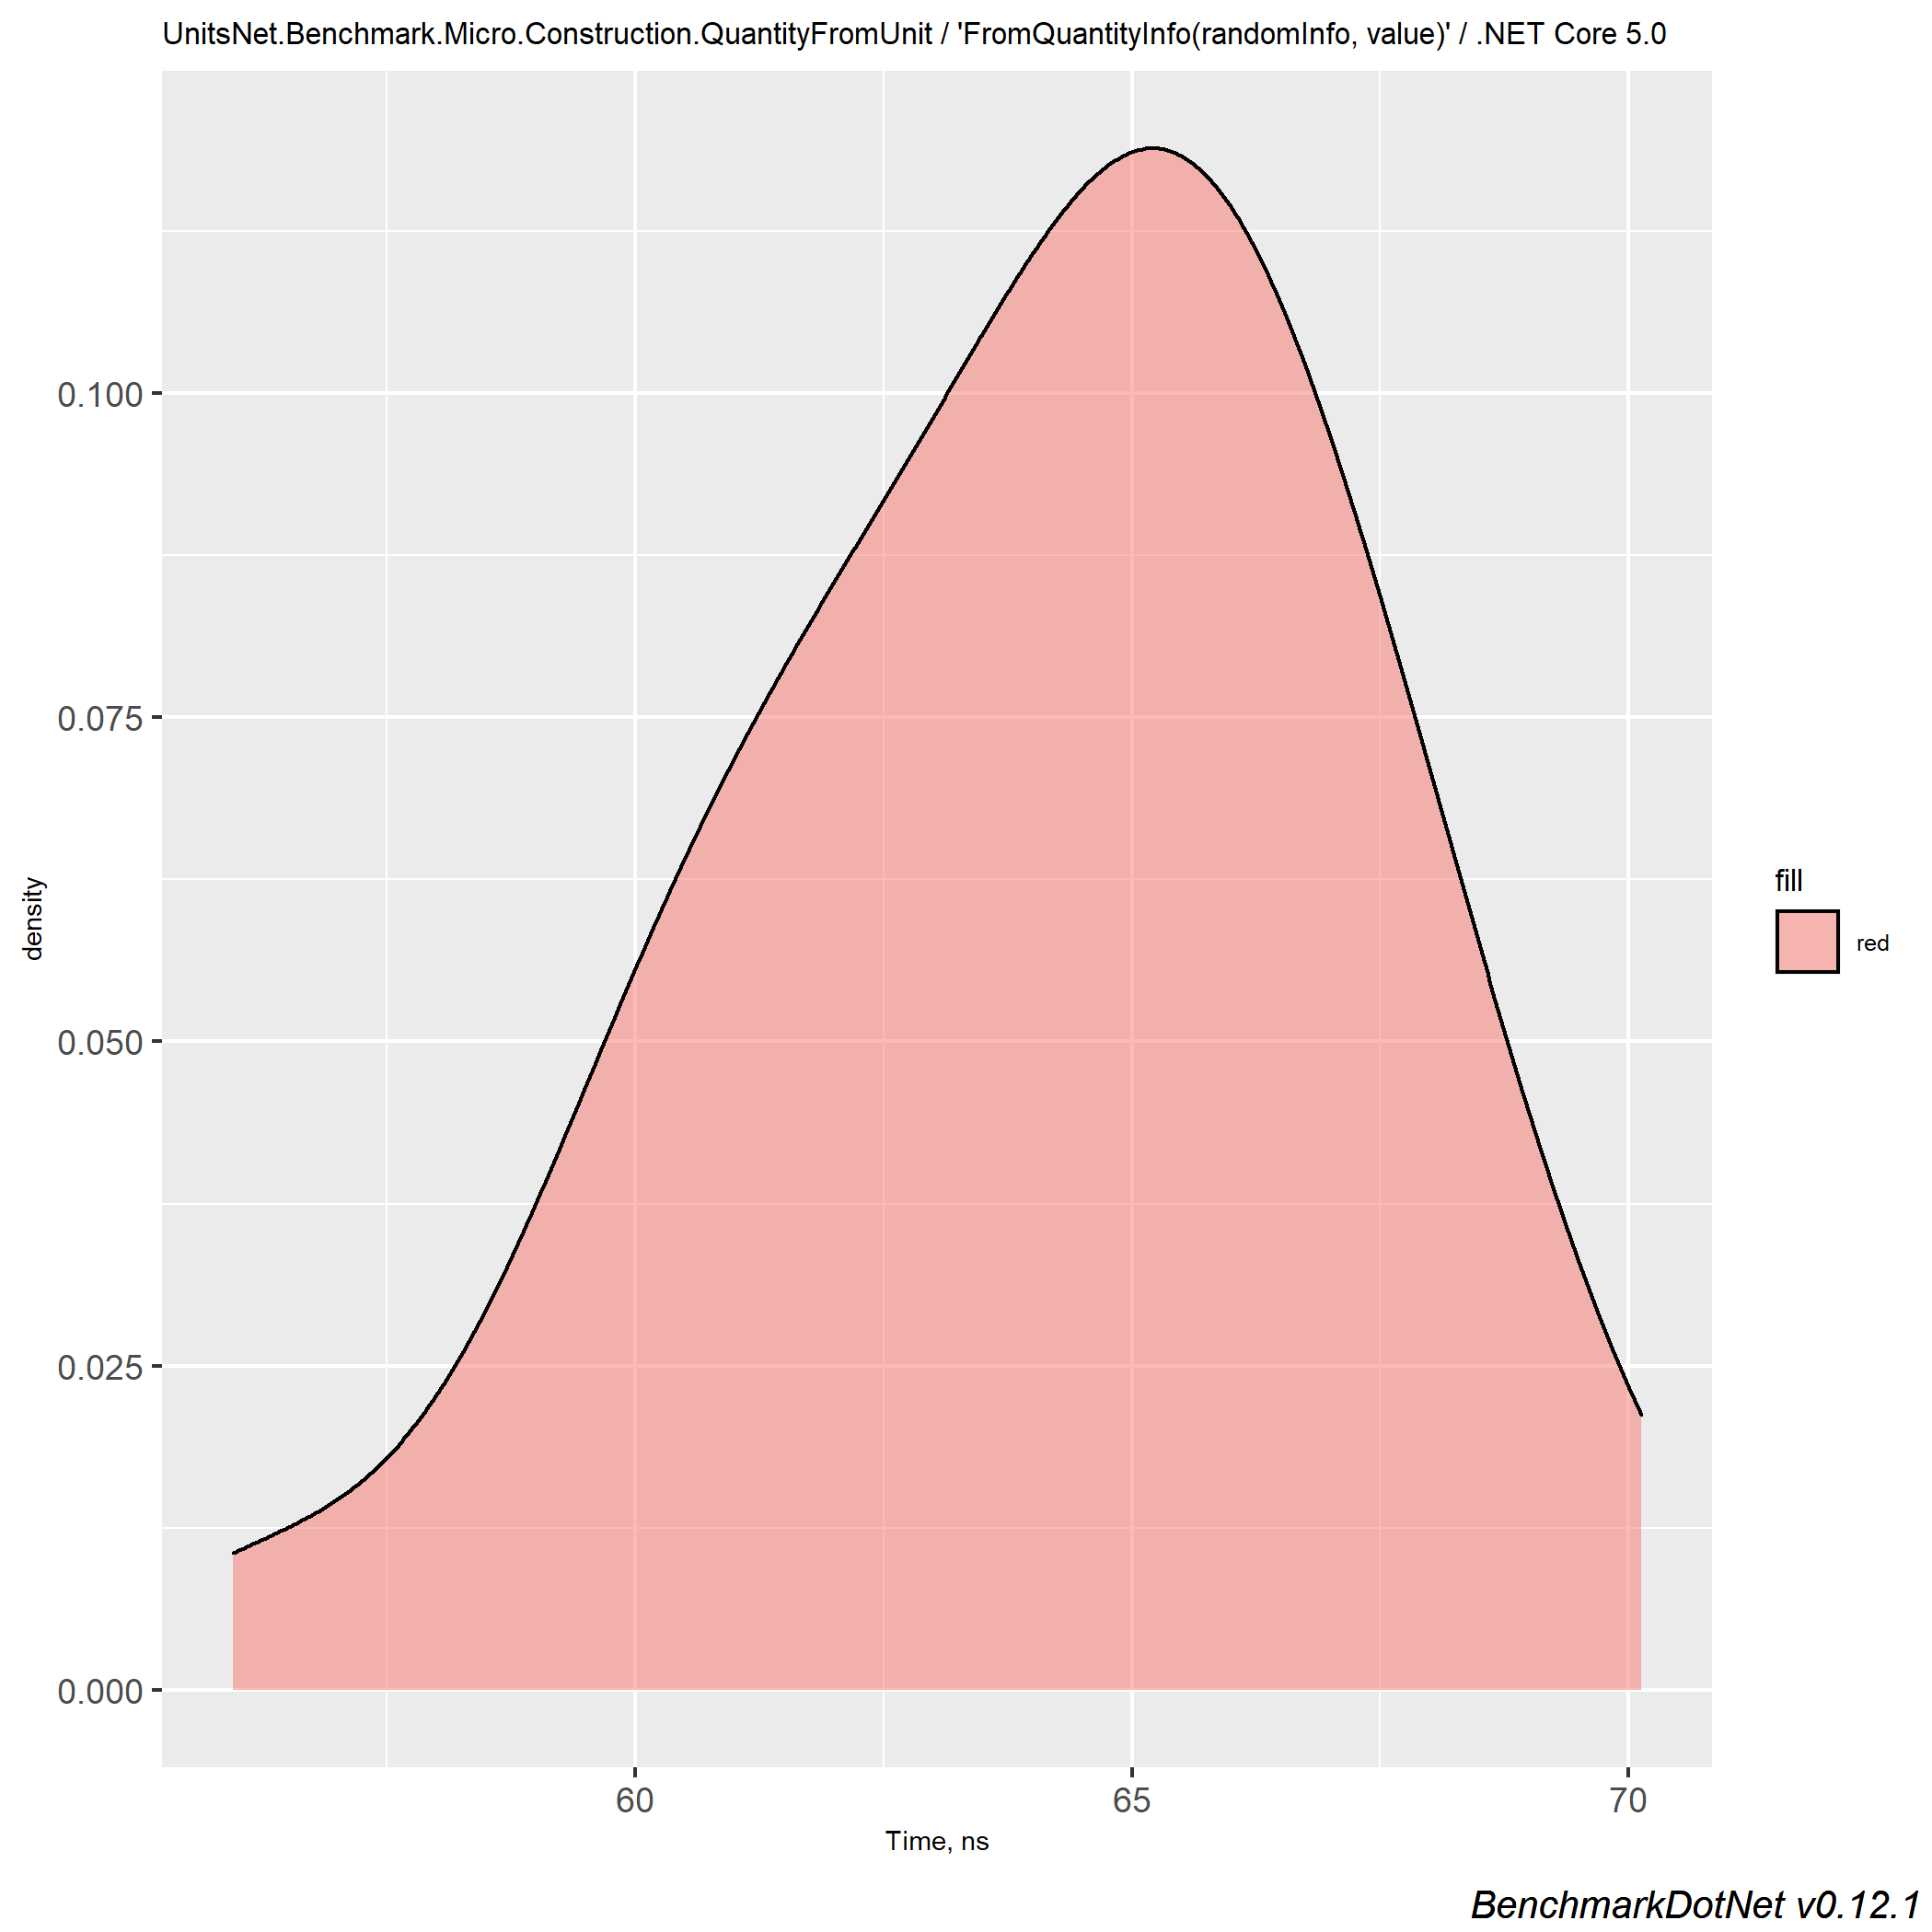 UnitsNet.Benchmark.Micro.Construction.QuantityFromUnit / 'FromQuantityInfo(randomInfo, value)' / .NET Core 5.0
0.100
0.075
0.050
0.025
0.000
density
60 65 70
Time, ns
fill
red
BenchmarkDotNet v0.12.1